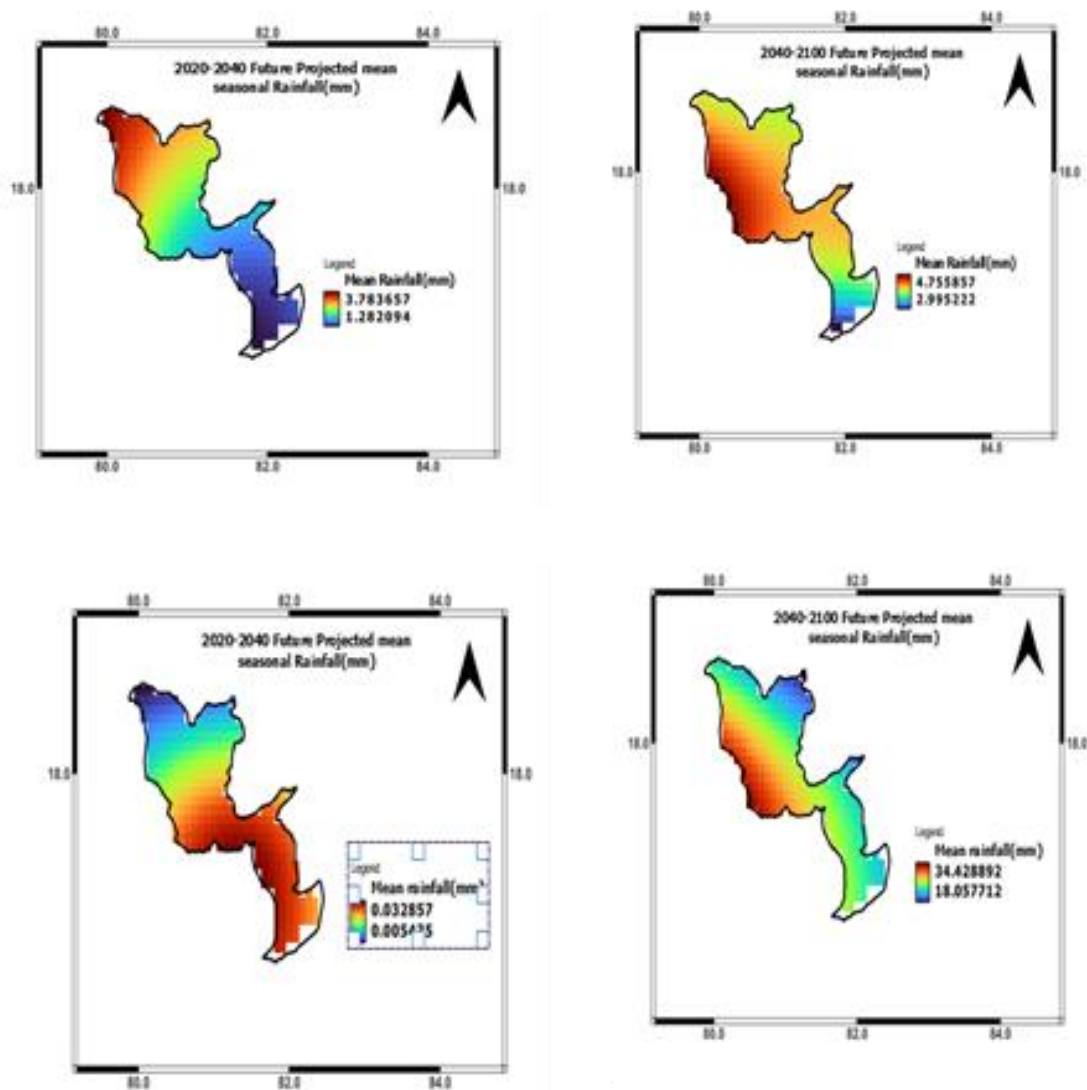 80.0 82.0 84.0
2020-2040 Future Projected mean
seasonal Rainfall(mm)
18.0 18.0
Legend
Mean Rainfall(mm)
3.783657
1.282094
80.0 82.0 84.0
80.0 82.0 84.0
2040-2100 Future Projected mean
seasonal Rainfall(mm)
18.0 18.0
Legend
Mean Rainfall(mm)
4.755857
2.995222
80.0 82.0 84.0
80.0 82.0 84.0
2020-2040 Future Projected mean
seasonal Rainfall(mm)
18.0 18.0
Legend
Mean rainfall(mm)
0.032857
80.0 82.0 84.0
80.0 82.0 84.0
2040-2100 Future Projected mean
seasonal Rainfall(mm)
18.0 18.0
Legend
Mean rainfall(mm)
34.428892
18.057712
80.0 82.0 84.0